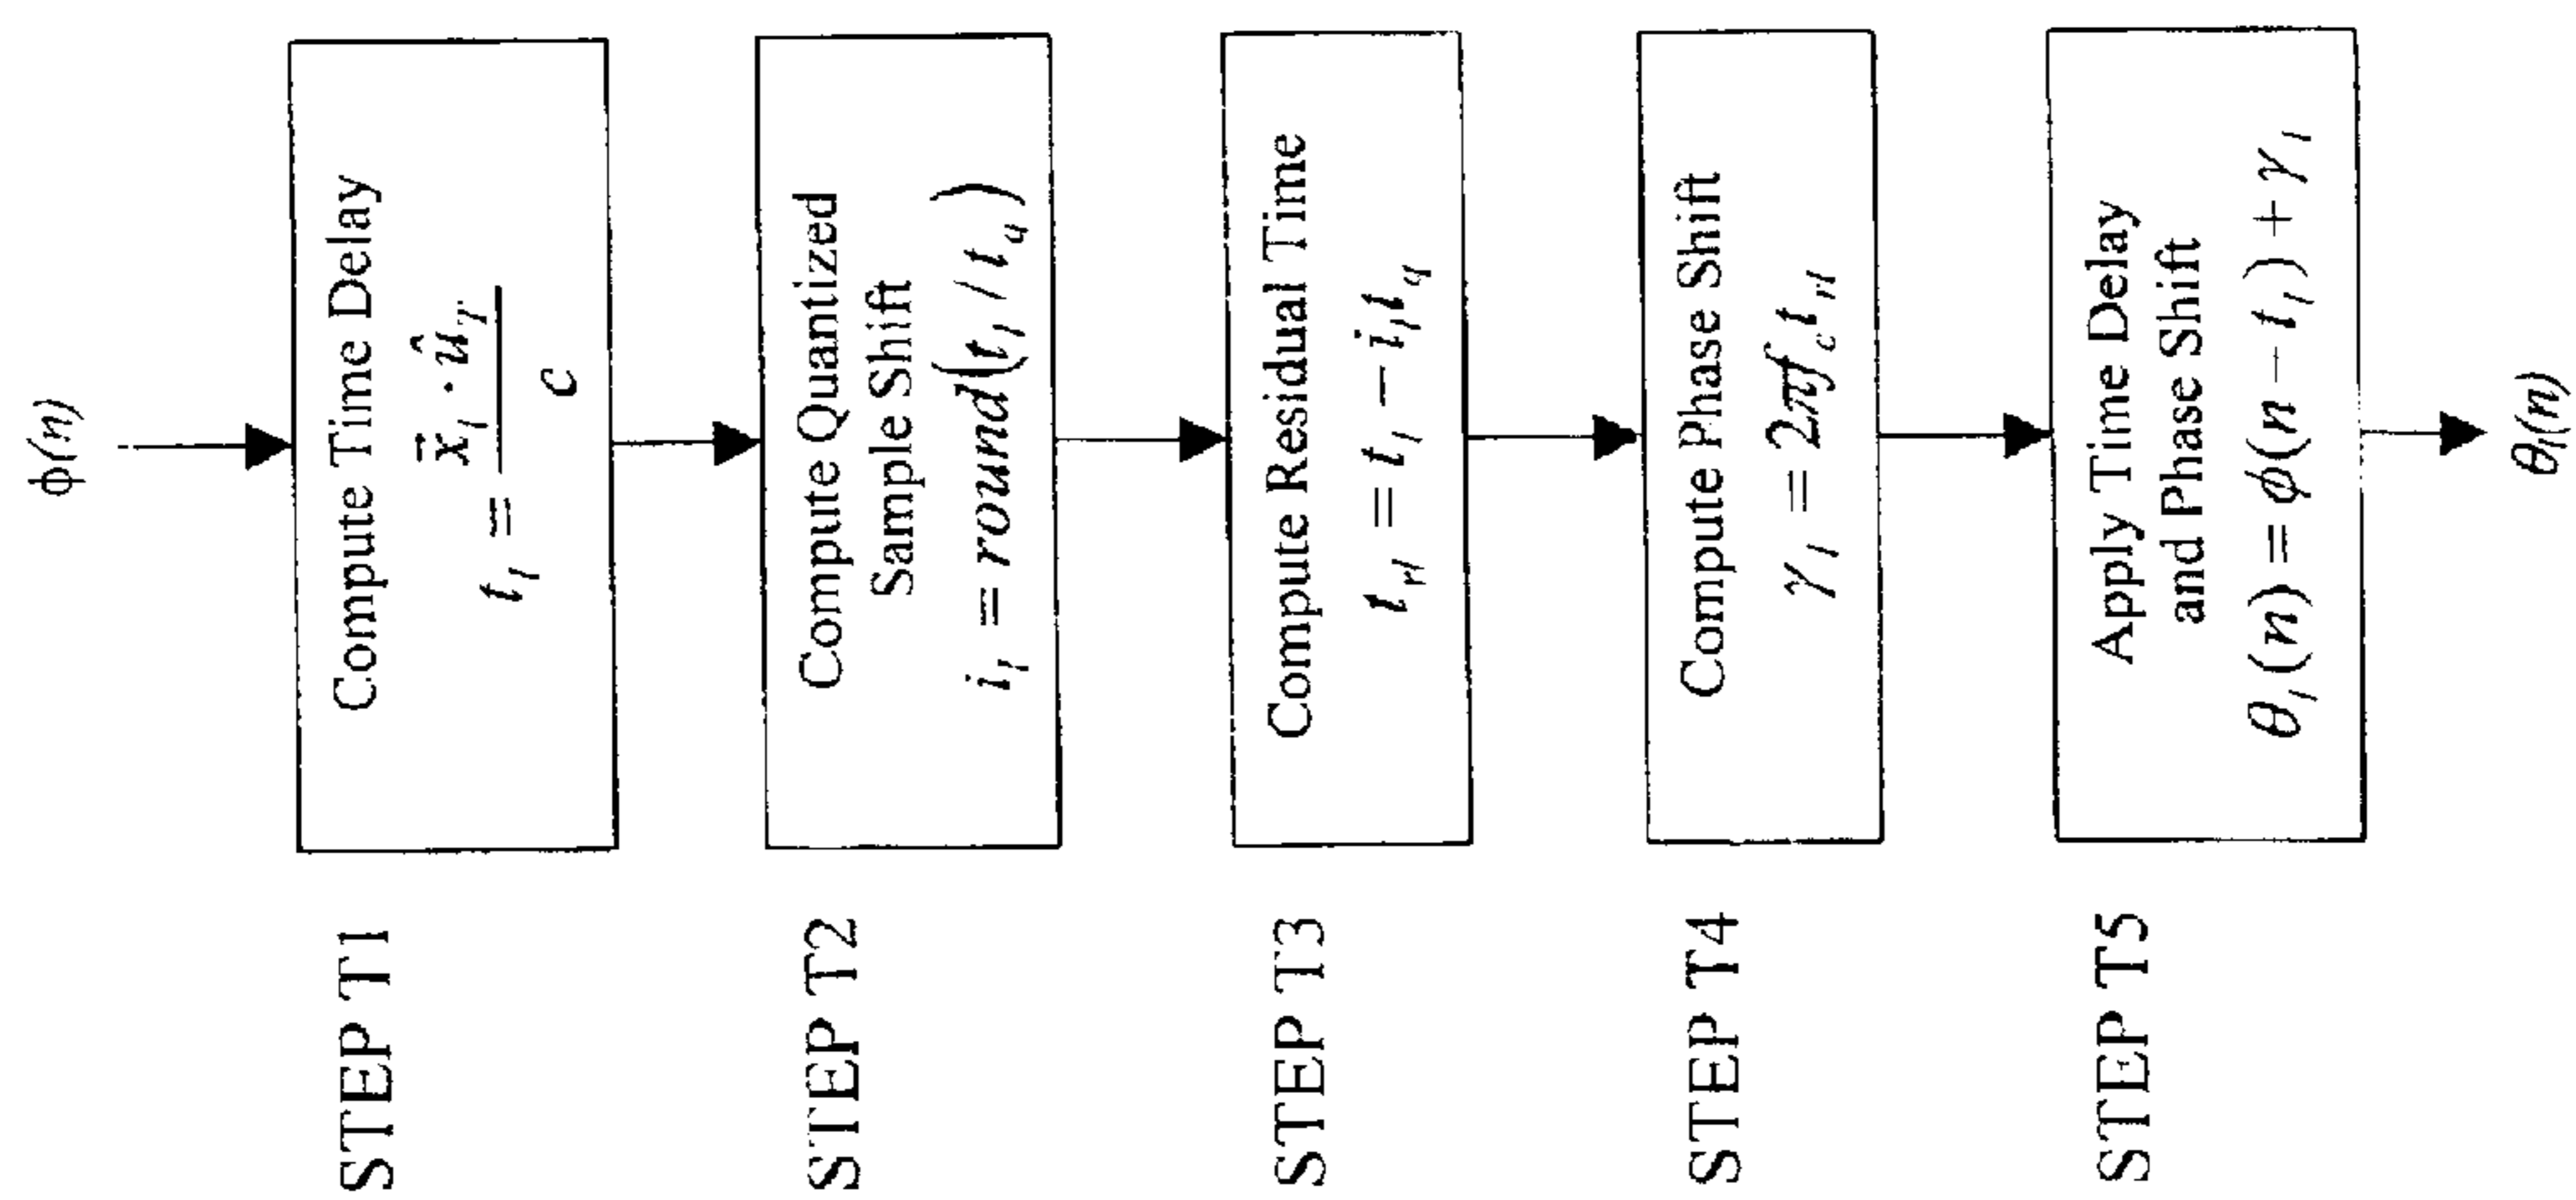 ϕ(n)
STEP T1
Compute Time Delay
t_l = (x⃗_l · û_T) / c
STEP T2
Compute Quantized
Sample Shift
i_l = round(t_l / t_q)
STEP T3
Compute Residual Time
t_rl = t_l − i_l t_q
STEP T4
Compute Phase Shift
γ_l = 2πf_c t_rl
STEP T5
Apply Time Delay
and Phase Shift
θ_l(n) = ϕ(n − t_l) + γ_l
θ_l(n)